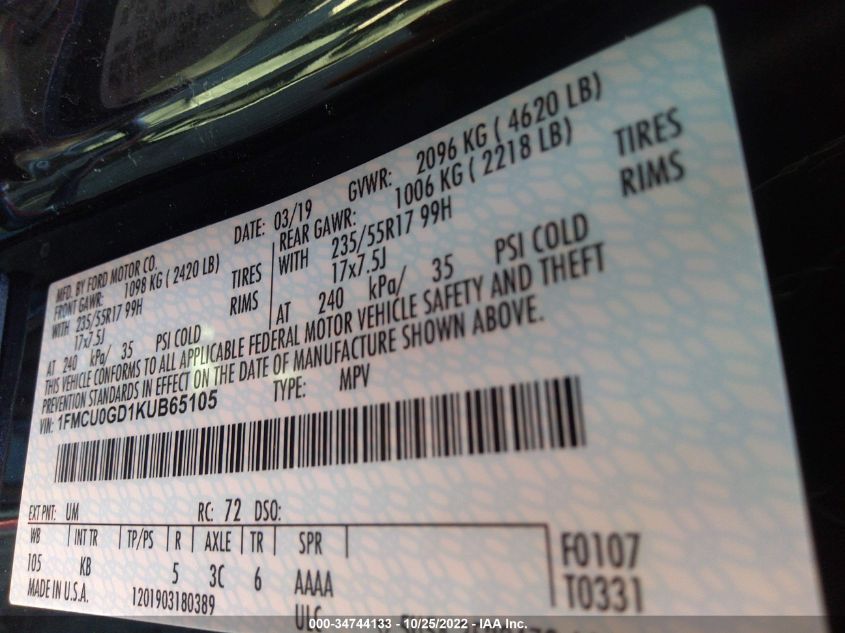 MFD. BY FORD MOTOR CO.
DATE: 03/19
GVWR: 2096 KG ( 4620 LB)
FRONT GAWR: 1098 KG ( 2420 LB)
REAR GAWR: 1006 KG ( 2218 LB)
WITH 235/55R17 99H TIRES
WITH 235/55R17 99H TIRES
17x7.5J RIMS
17x7.5J RIMS
AT 240 kPa/ 35 PSI COLD
AT 240 kPa/ 35 PSI COLD
THIS VEHICLE CONFORMS TO ALL APPLICABLE FEDERAL MOTOR VEHICLE SAFETY AND THEFT
PREVENTION STANDARDS IN EFFECT ON THE DATE OF MANUFACTURE SHOWN ABOVE.
VIN: 1FMCU0GD1KUB65105
TYPE: MPV
EXT PNT: UM RC: 72 DSO:
WB INT TR TP/PS R AXLE TR SPR
105 KB 5 3C 6 AAAA
F0107
T0331
MADE IN U.S.A. 1201903180389
ULC
000-34744133 - 10/25/2022 - IAA Inc.